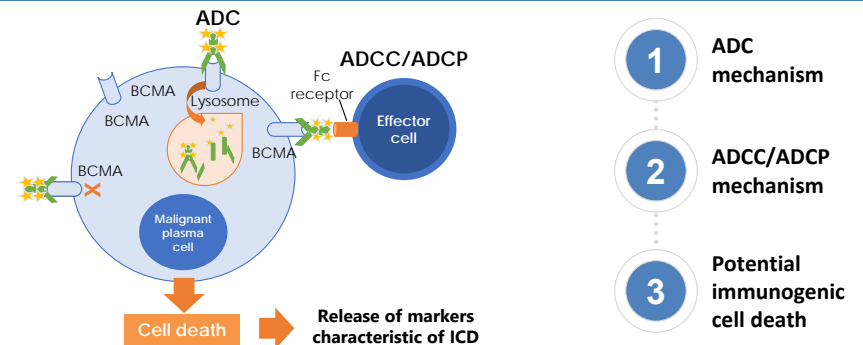 ADC
ADCC/ADCP
Fc
receptor
BCMA
Lysosome
BCMA
Effector
cell
BCMA
BCMA
Malignant
plasma
cell
Cell death
Release of markers
characteristic of ICD
1
ADC
mechanism
2
ADCC/ADCP
mechanism
3
Potential
immunogenic
cell death